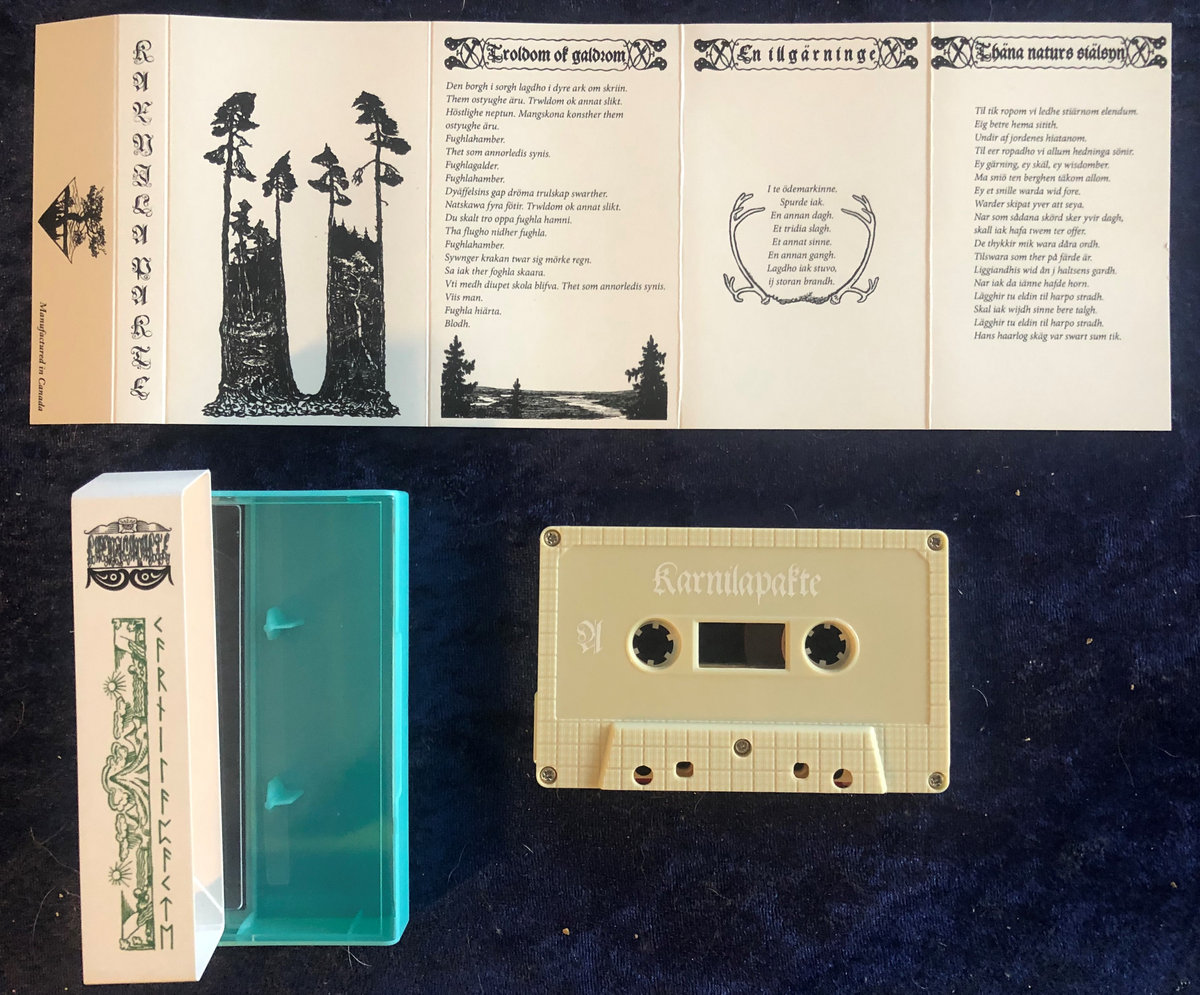 Manufactured in Canada
KARNILAPAKTE
Troldom ok galdrom
Den borgh i sorgh lagdho i dyre ark om skriin.
Them ostyughe äru. Trwldom ok annat slikt.
Höstlighe neptun. Mangskona konsther them
ostyughe äru.
Fughlahamber.
Thet som annorledis synis.
Fughlagalder.
Fughlahamber.
Dyäffelsins gap dröma trulskap swarther.
Natskawa fyra fötir. Trwldom ok annat slikt.
Du skalt tro oppa fughla hamni.
Tha flugho nidher fughla.
Fughlahamber.
Sywnger krakan twar sig mörke regn.
Sa iak ther foghla skaara.
Vti medh diupet skola blifva. Thet som annorledis synis.
Viis man.
Fughla hiärta.
Blodh.
En illgärninge
I te ödemarkinne.
Spurde iak.
En annan dagh.
Et tridia slagh.
Et annat sinne.
En annan gangh.
Lagdho iak stuvo,
ij storan brandh.
Thäna naturs siälsyn
Til tik ropom vi ledhe stiärnom elendum.
Eig betre hema sitith.
Undir af jordenes hiatanom.
Til eer ropadho vi allum hedninga sönir.
Ey gärning, ey skäl, ey wisdomber.
Ma sniö ten berghen täkom allom.
Ey et snille warda wid fore.
Warder skipat yver att seya.
Nar som sådana skörd sker yvir dagh,
skall iak hafa twem ter offer.
De thykkir mik wara dåra ordh.
Tilswara som ther på färde är.
Liggiandhis wid än j haltsens gardh.
Nar iak da iänne hafde horn.
Lägghir tu eldin til harpo stradh.
Skal iak wijdh sinne bere talgh.
Lägghir tu eldin til harpo stradh.
Hans haarlog skäg var swart sum tik.
ᚲᚨᚱᚾᛁᛚᚨᛈᚨᚲᛏᛖ
Karnilapakte
A